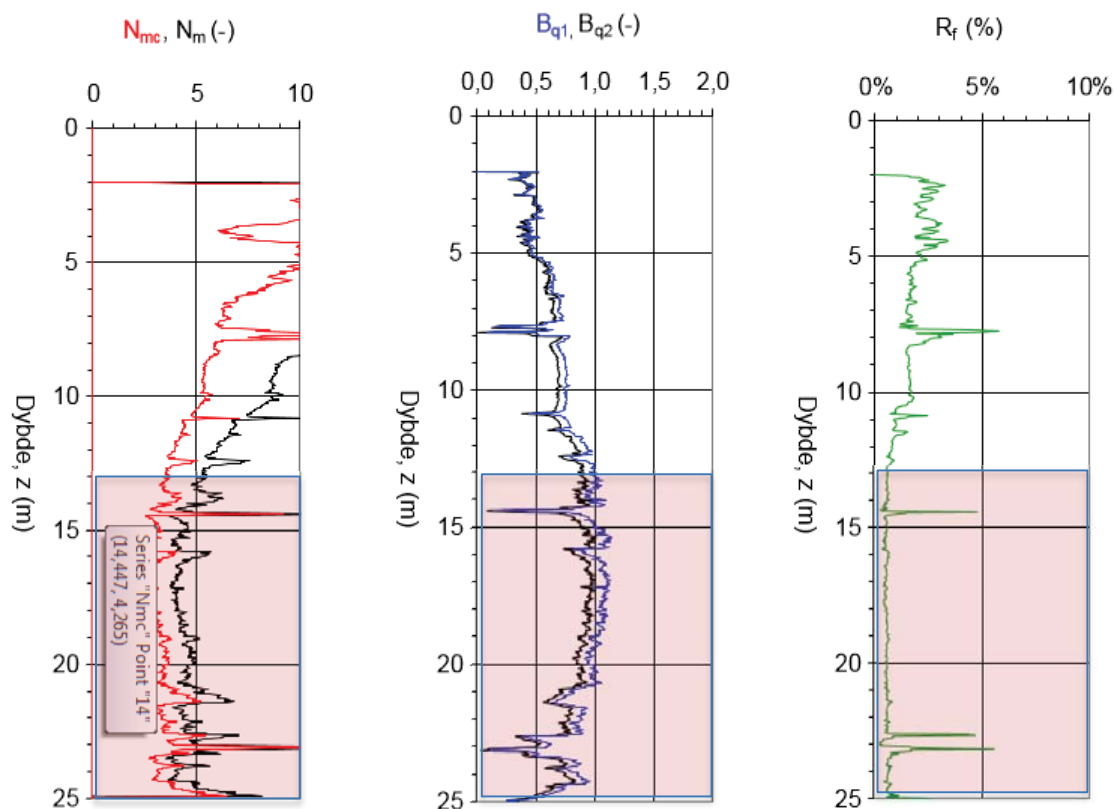 Nmc, Nm (-)
0 5 10
0
5
10
15
20
25
Dybde, z (m)
Series "Nmc" Point "14"
(14,447, 4,265)
Bq1, Bq2 (-)
0,0 0,5 1,0 1,5 2,0
0
5
10
15
20
25
Dybde, z (m)
Rf (%)
0% 5% 10%
0
5
10
15
20
25
Dybde, z (m)